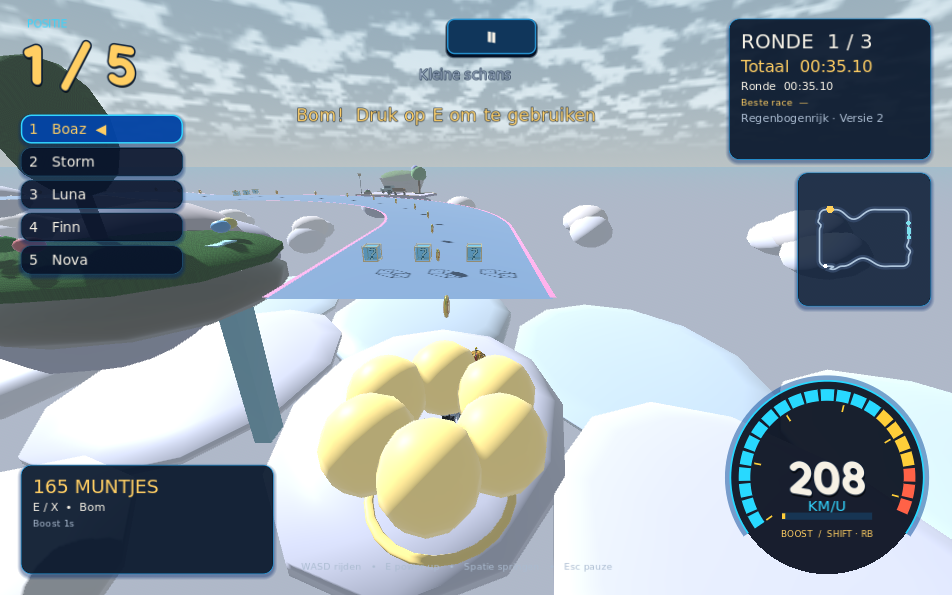 POSITIE
1 / 5
1 Boaz ◀
2 Storm
3 Luna
4 Finn
5 Nova
Kleine schans
Bom! Druk op E om te gebruiken
RONDE 1 / 3
Totaal 00:35.10
Ronde 00:35.10
Beste race —
Regenbogenrijk · Versie 2
? ? ?
165 MUNTJES
E / X • Bom
Boost 1s
208
KM/U
BOOST / SHIFT · RB
WASD rijden • E
Spatie
Esc pauze